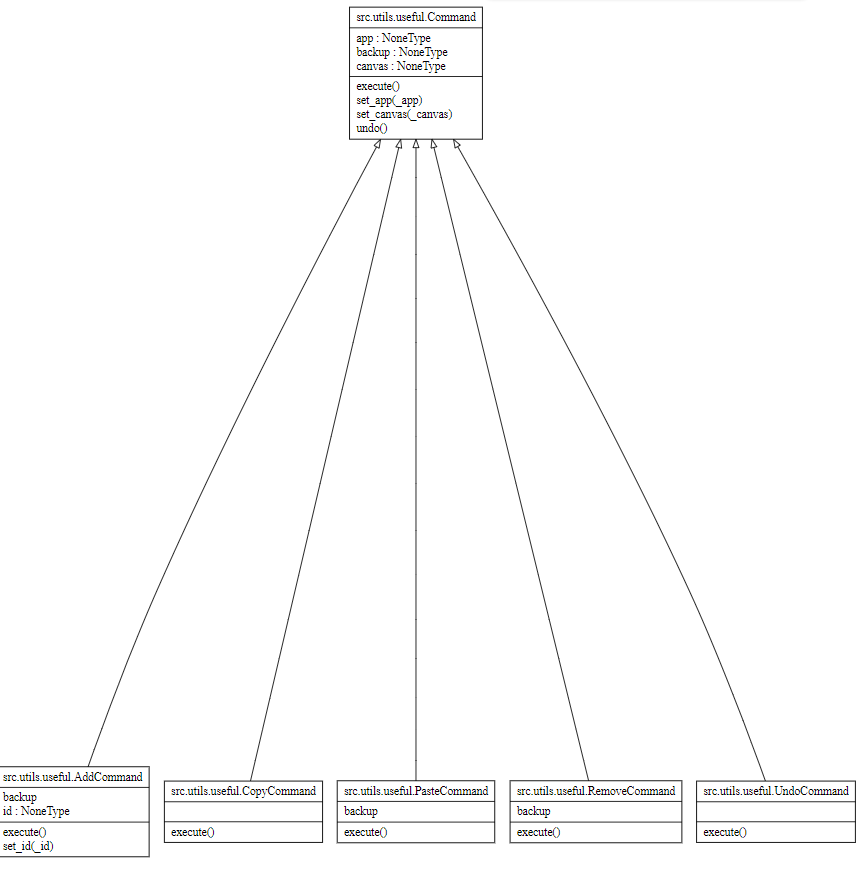 src.utils.useful.Command
app : NoneType
backup : NoneType
canvas : NoneType
execute()
set_app(_app)
set_canvas(_canvas)
undo()
src.utils.useful.AddCommand
backup
id : NoneType
execute()
set_id(_id)
src.utils.useful.CopyCommand
execute()
src.utils.useful.PasteCommand
backup
execute()
src.utils.useful.RemoveCommand
backup
execute()
src.utils.useful.UndoCommand
execute()